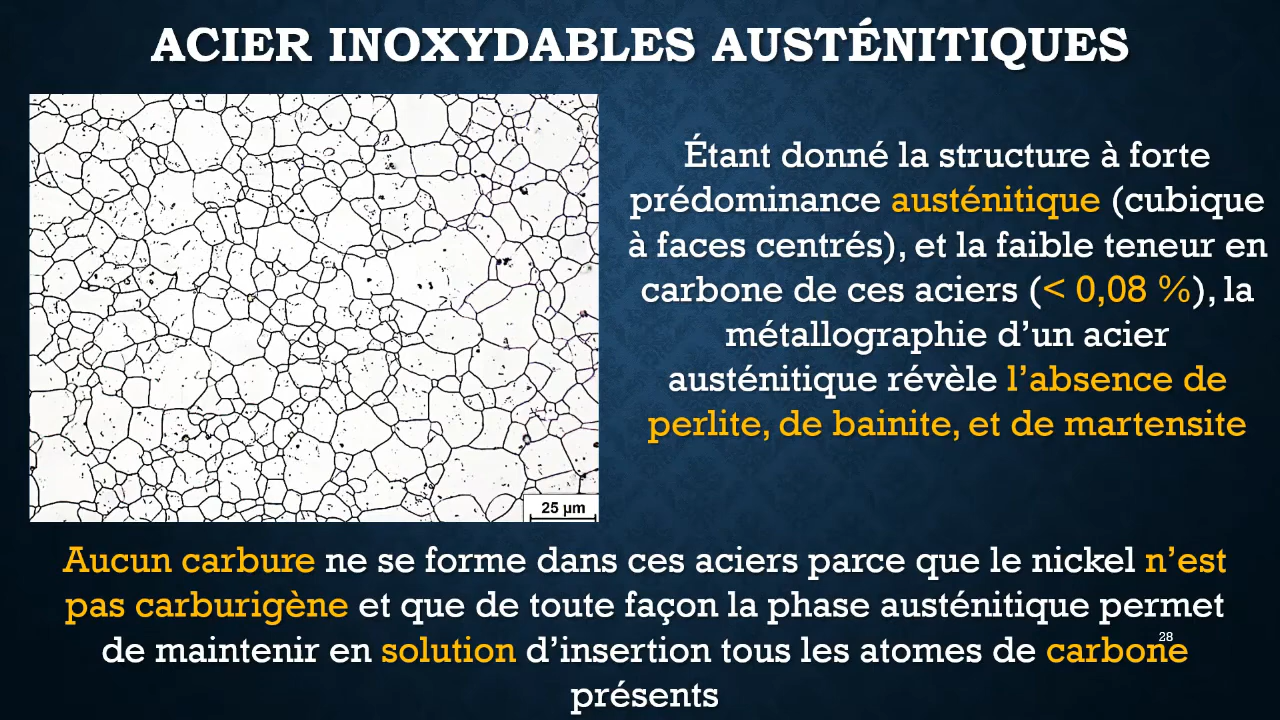 ACIER INOXYDABLES AUSTÉNITIQUES
Étant donné la structure à forte
prédominance austénitique (cubique
à faces centrés), et la faible teneur en
carbone de ces aciers (< 0,08 %), la
métallographie d’un acier
austénitique révèle l’absence de
perlite, de bainite, et de martensite
25 µm
Aucun carbure ne se forme dans ces aciers parce que le nickel n’est
pas carburigène et que de toute façon la phase austénitique permet
de maintenir en solution d’insertion tous les atomes de carbone
présents
28